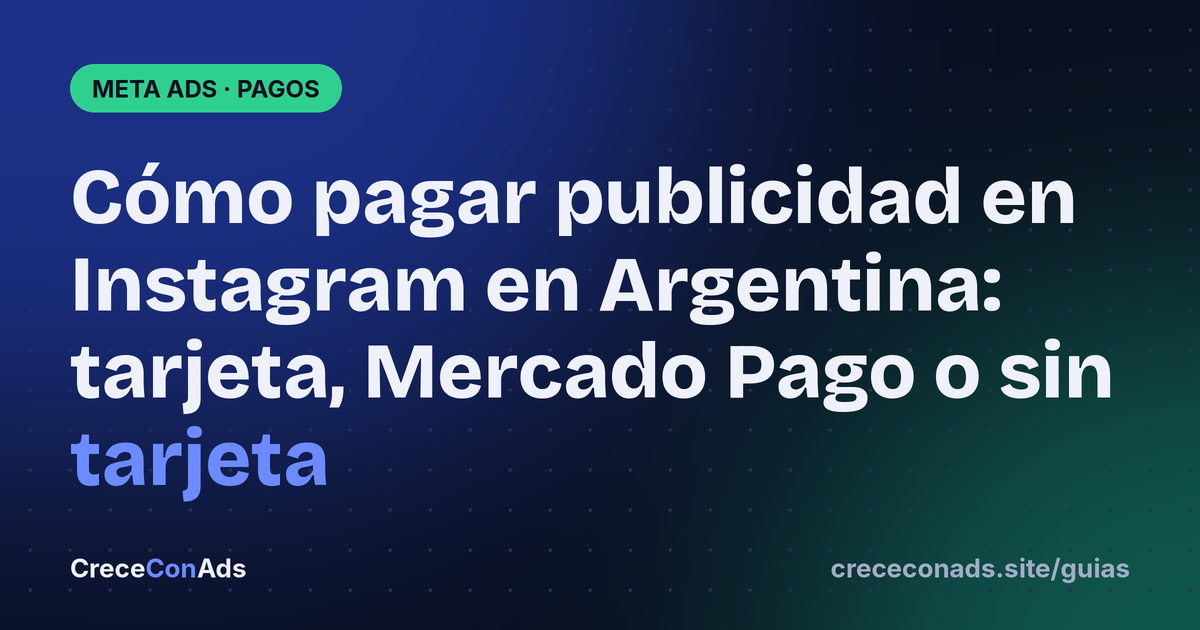 META ADS · PAGOS
Cómo pagar publicidad en
Instagram en Argentina:
tarjeta, Mercado Pago o sin
tarjeta
CreceConAds
crececonads.site/guias